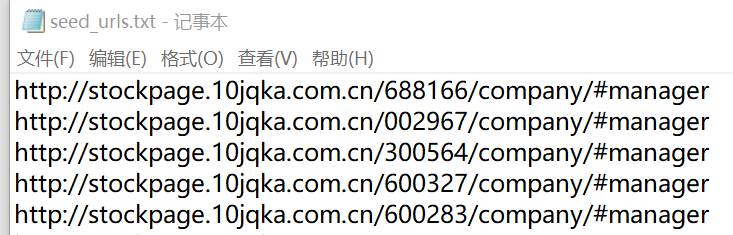 seed_urls.txt - 记事本
文件(F) 编辑(E) 格式(O) 查看(V) 帮助(H)
http://stockpage.10jqka.com.cn/688166/company/#manager
http://stockpage.10jqka.com.cn/002967/company/#manager
http://stockpage.10jqka.com.cn/300564/company/#manager
http://stockpage.10jqka.com.cn/600327/company/#manager
http://stockpage.10jqka.com.cn/600283/company/#manager